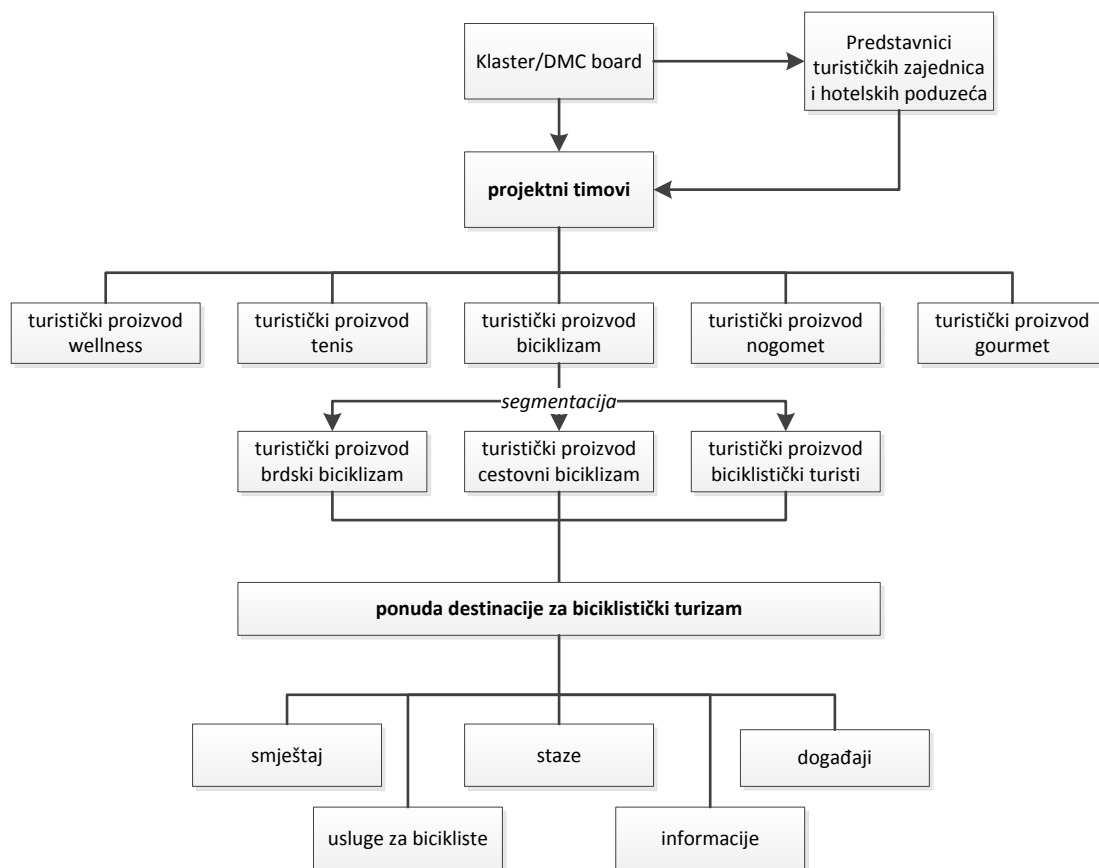 Klaster/DMC board
Predstavnici
turističkih zajednica
i hotelskih poduzeća
projektni timovi
turistički proizvod
wellness
turistički proizvod
tenis
turistički proizvod
biciklizam
turistički proizvod
nogomet
turistički proizvod
gourmet
segmentacija
turistički proizvod
brdski biciklizam
turistički proizvod
cestovni biciklizam
turistički proizvod
biciklistički turisti
ponuda destinacije za biciklistički turizam
smještaj
staze
događaji
usluge za bicikliste
informacije